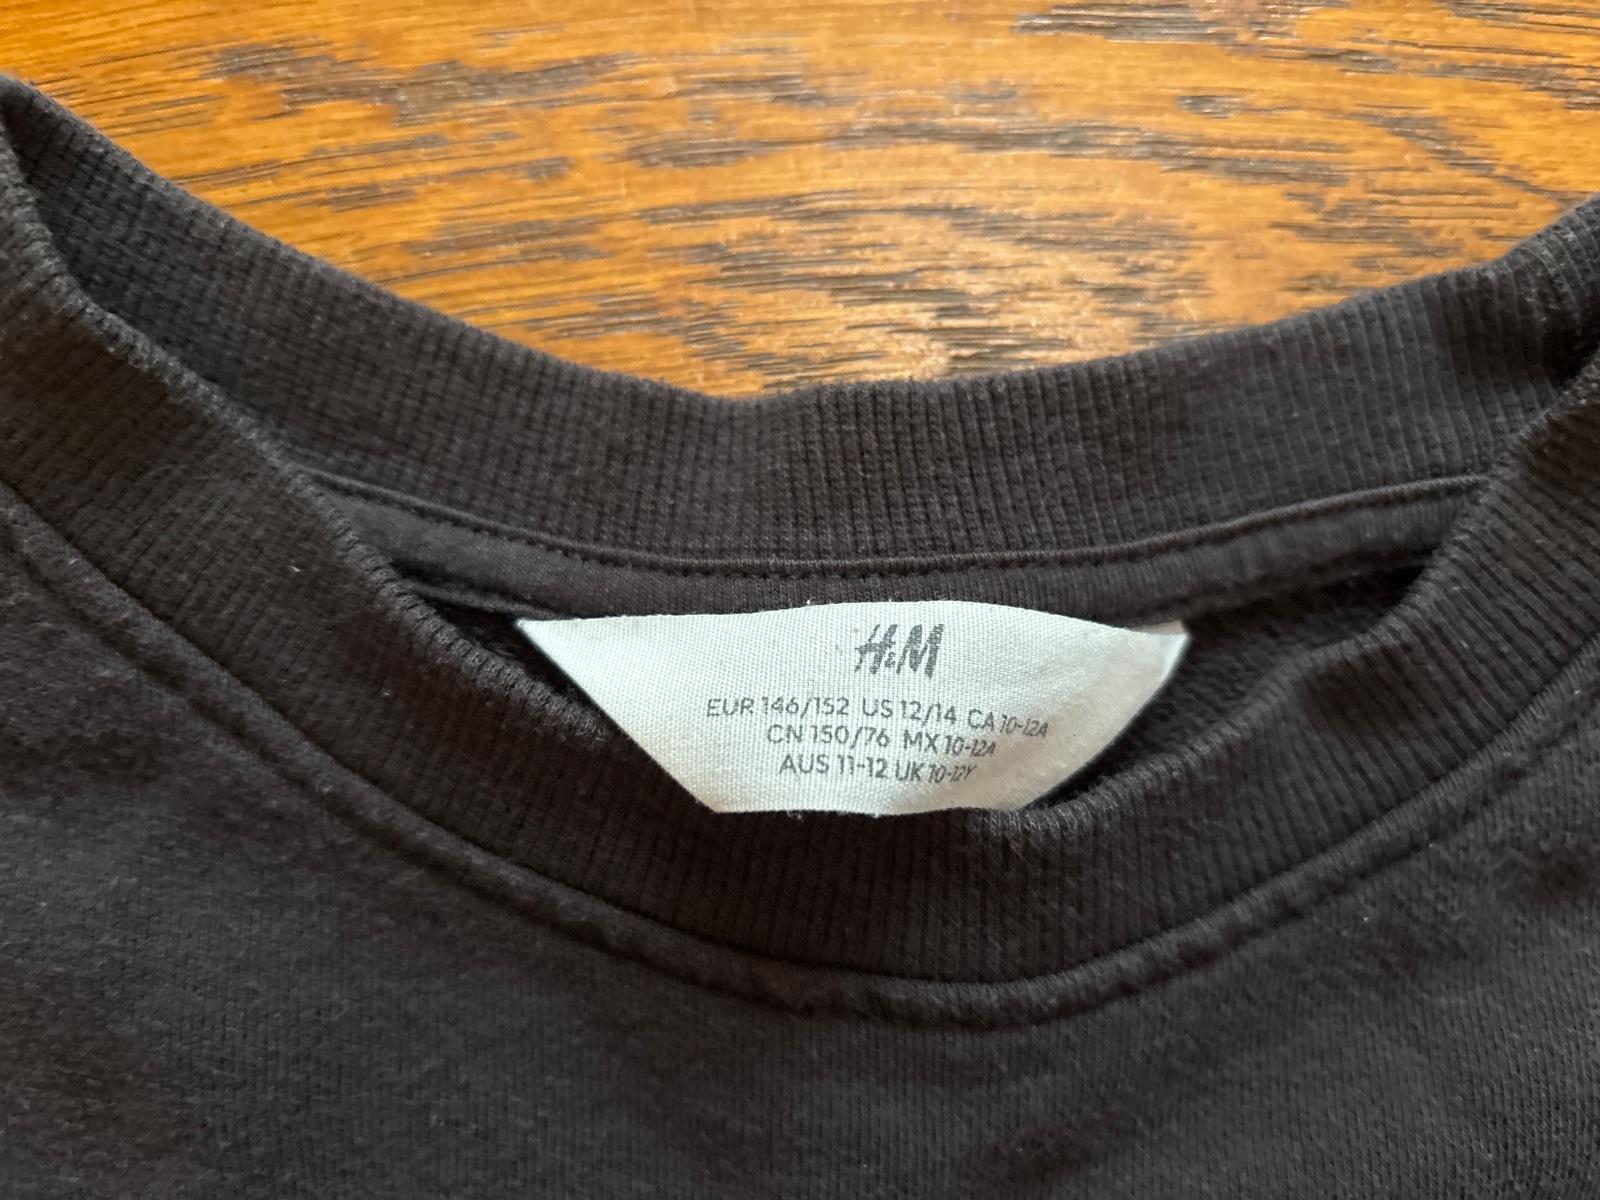 H&M
EUR 146/152 US 12/14 CA 10-12A
CN 150/76 MX 10-12A
AUS 11-12 UK 10-12Y